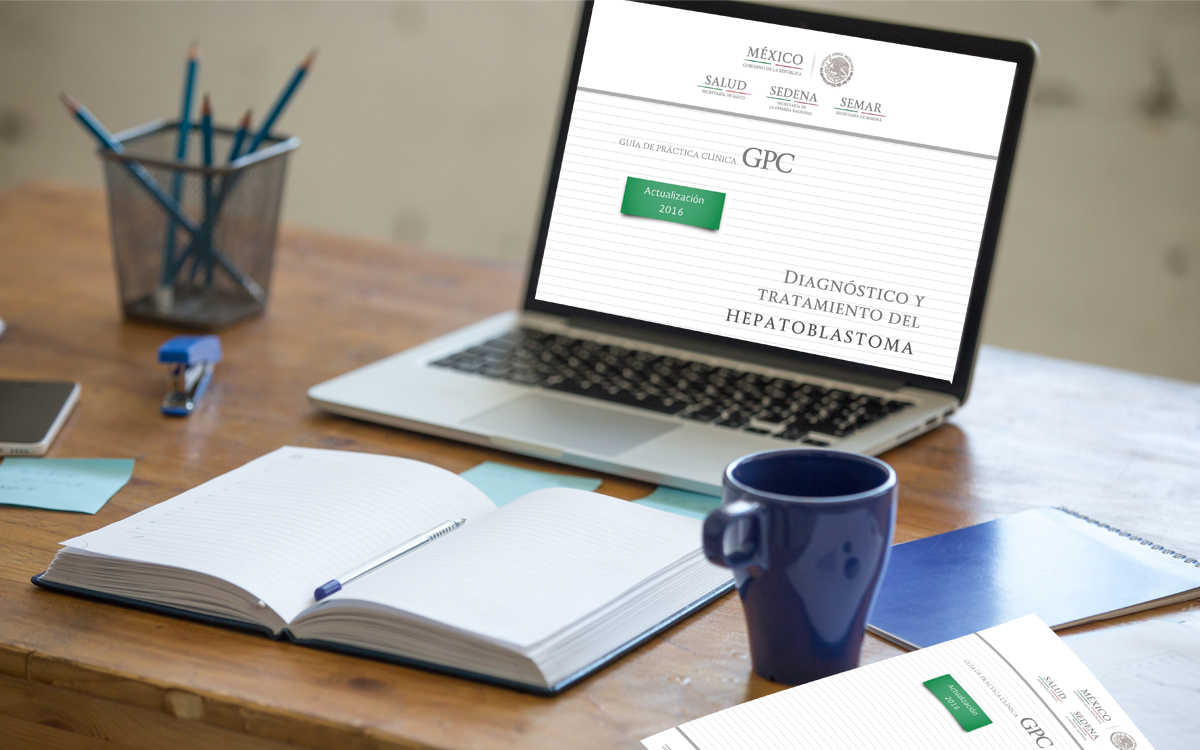 MÉXICO
GOBIERNO DE LA REPÚBLICA
SALUD
SECRETARÍA DE SALUD
SEDENA
SECRETARÍA DE
LA DEFENSA NACIONAL
SEMAR
SECRETARÍA DE MARINA
GUÍA DE PRÁCTICA CLÍNICA GPC
Actualización
2016
DIAGNÓSTICO Y
TRATAMIENTO DEL
HEPATOBLASTOMA
MÉXICO
SALUD
SEDENA
GUÍA DE PRÁCTICA CLÍNICA GPC
Actualización
2016